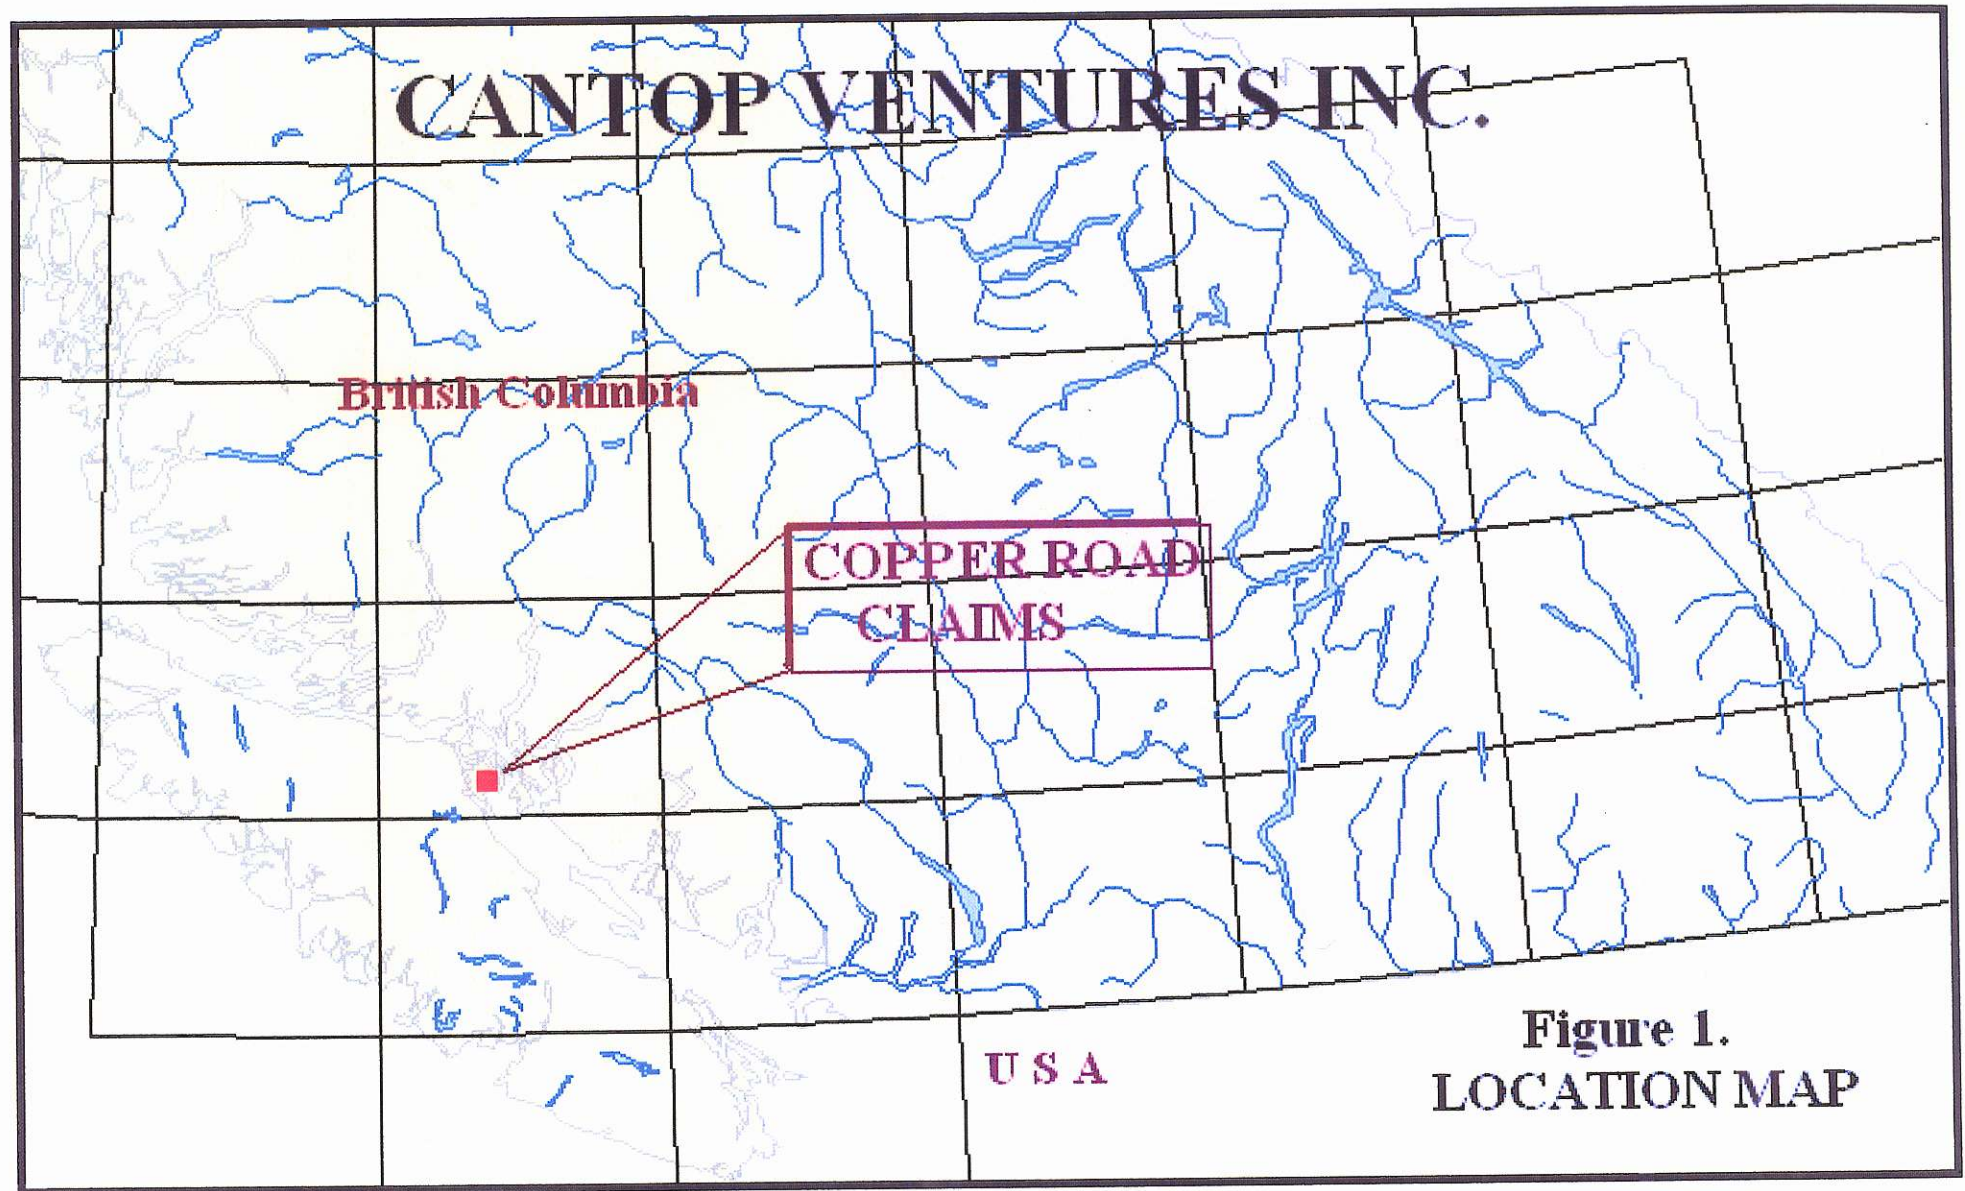 CANTOP VENTURES INC.
British Columbia
COPPER ROAD
CLAIMS
U S A
Figure 1.
LOCATION MAP